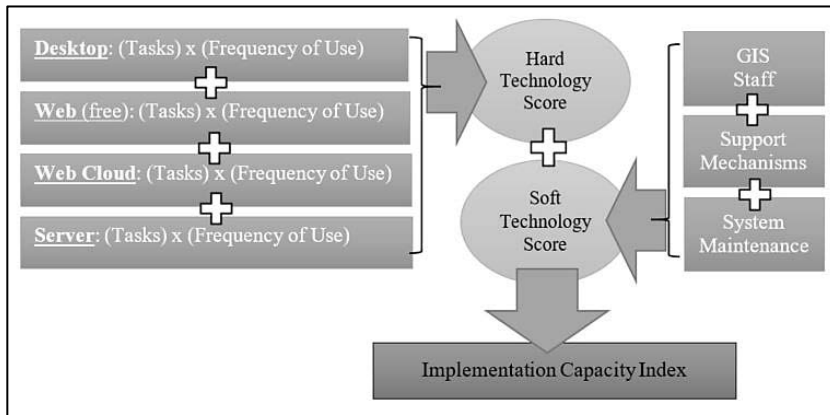 Desktop: (Tasks) x (Frequency of Use)
Web (free): (Tasks) x (Frequency of Use)
Web Cloud: (Tasks) x (Frequency of Use)
Server: (Tasks) x (Frequency of Use)
Hard
Technology
Score
Soft
Technology
Score
GIS
Staff
Support
Mechanisms
System
Maintenance
Implementation Capacity Index